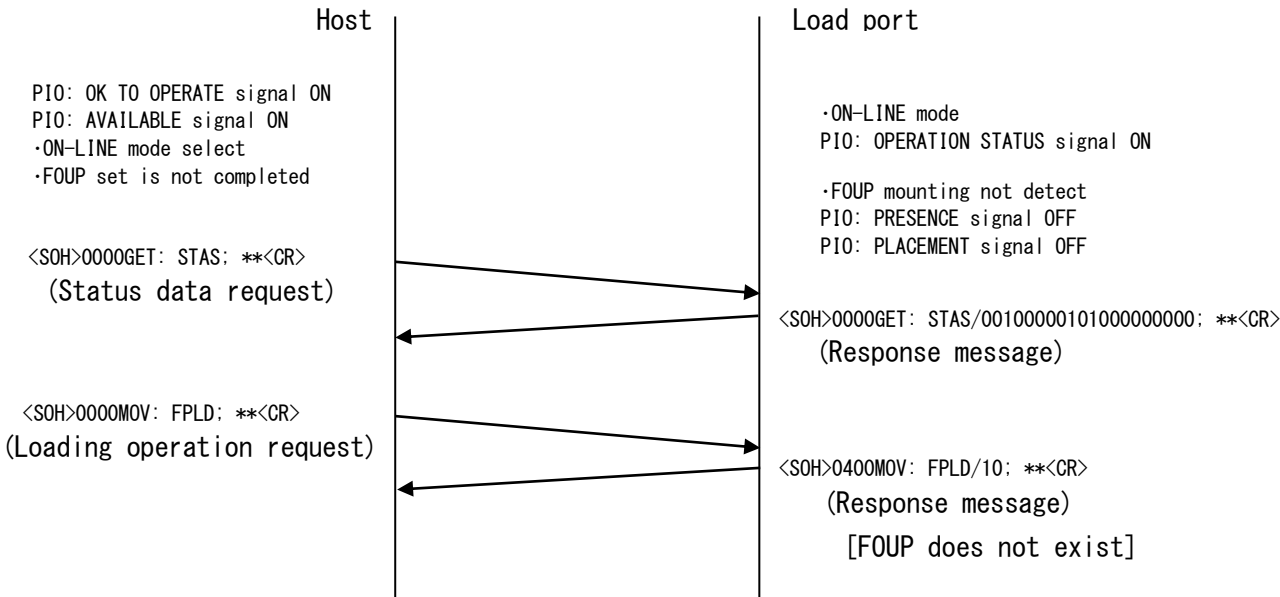 Host
Load port
PIO: OK TO OPERATE signal ON
PIO: AVAILABLE signal ON
・ON-LINE mode select
・FOUP set is not completed
・ON-LINE mode
PIO: OPERATION STATUS signal ON
・FOUP mounting not detect
PIO: PRESENCE signal OFF
PIO: PLACEMENT signal OFF
<SOH>0000GET: STAS; **<CR>
(Status data request)
<SOH>0000GET: STAS/00100000101000000000; **<CR>
(Response message)
<SOH>0000MOV: FPLD; **<CR>
(Loading operation request)
<SOH>0400MOV: FPLD/10; **<CR>
(Response message)
[FOUP does not exist]